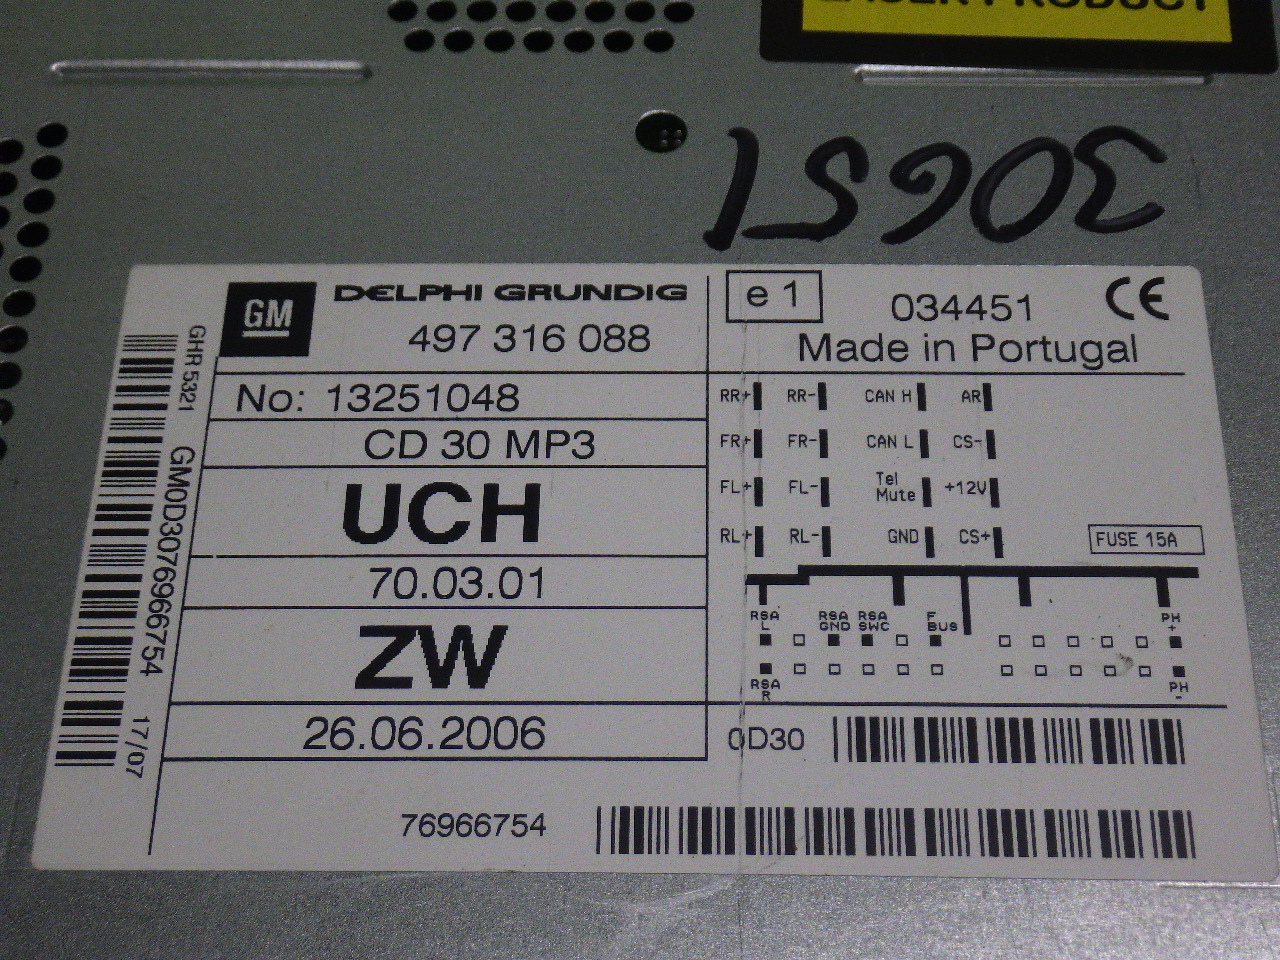 LASER PRODUCT
30651
GM
DELPHI GRUNDIG
497 316 088
e 1
034451
CE
Made in Portugal
No: 13251048
CD 30 MP3
UCH
70.03.01
ZW
26.06.2006
RR+ RR- CAN H AR
FR+ FR- CAN L CS-
FL+ FL- Tel Mute +12V
RL+ RL- GND CS+
FUSE 15A
RSA L RSA GND RSA SWC F BUS PH +
RSA R PH -
0D30
76966754
GHR 5321
GM0D3076966754
17/07